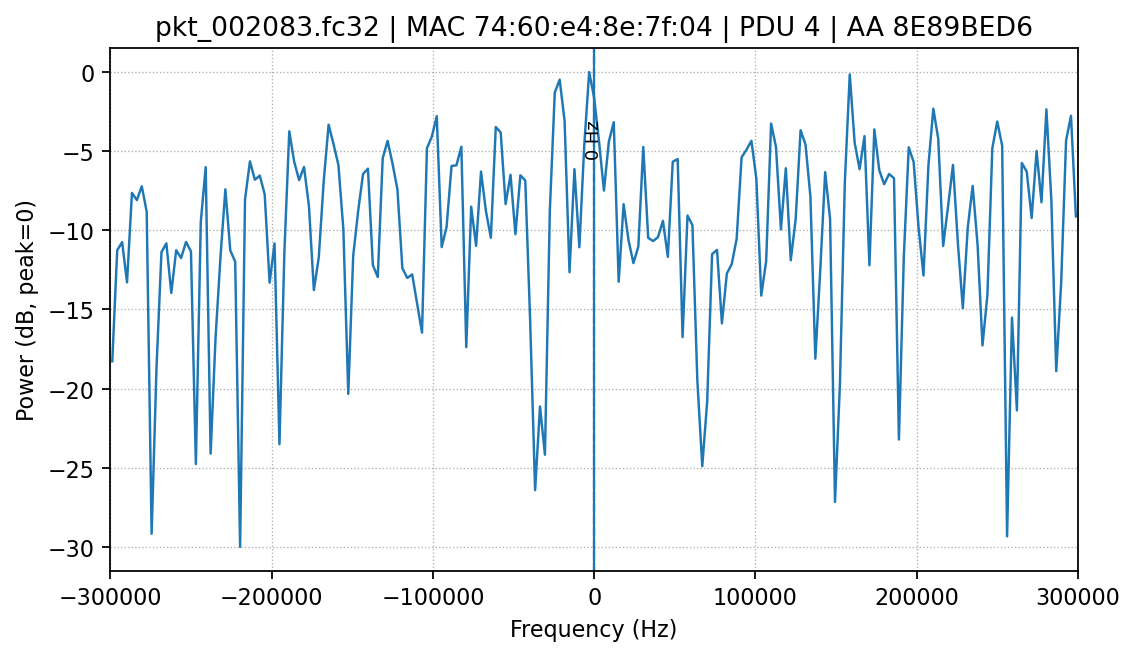 pkt_002083.fc32 | MAC 74:60:e4:8e:7f:04 | PDU 4 | AA 8E89BED6
0
−5
−10
−15
−20
−25
−30
Power (dB, peak=0)
0 Hz
−300000 −200000 −100000 0 100000 200000 300000
Frequency (Hz)